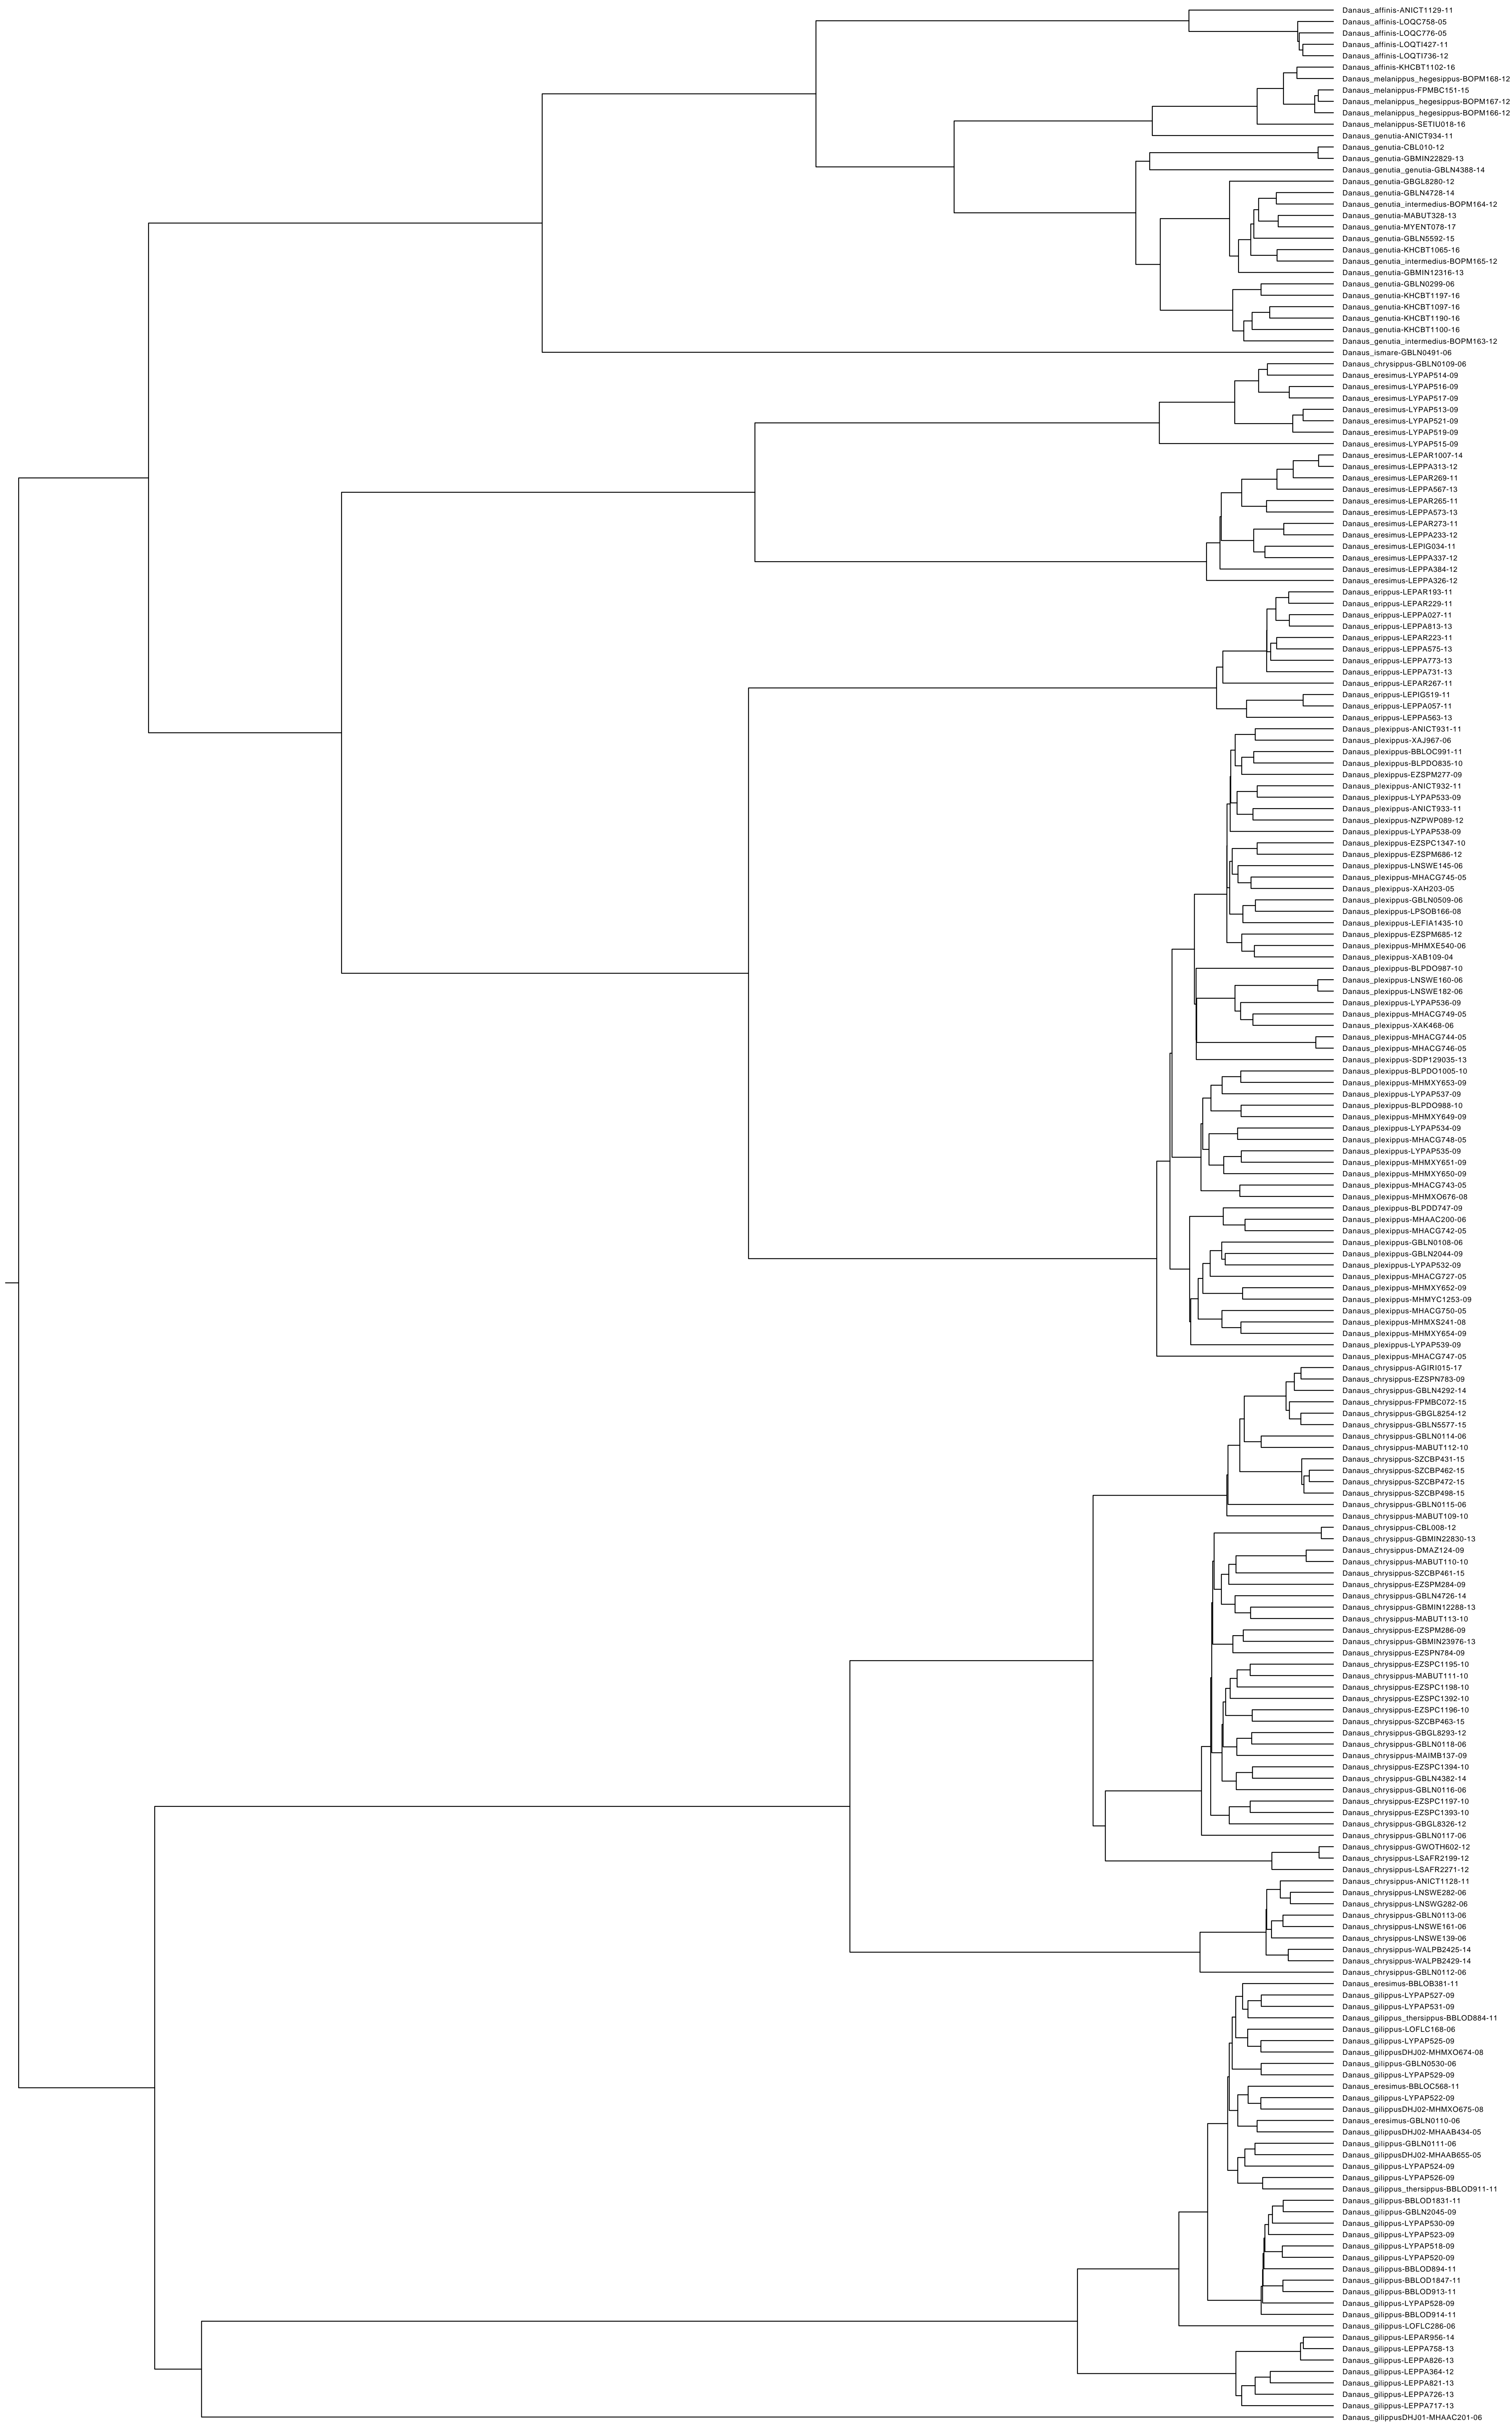 Danaus_affinis-ANICT1129-11
Danaus_affinis-LOQC758-05
Danaus_affinis-LOQC776-05
Danaus_affinis-LOQTI427-11
Danaus_affinis-LOQTI736-12
Danaus_affinis-KHCBT1102-16
Danaus_melanippus_hegesippus-BOPM168-12
Danaus_melanippus-FPMBC151-15
Danaus_melanippus_hegesippus-BOPM167-12
Danaus_melanippus_hegesippus-BOPM166-12
Danaus_melanippus-SETIU018-16
Danaus_genutia-ANICT934-11
Danaus_genutia-CBL010-12
Danaus_genutia-GBMIN22829-13
Danaus_genutia_genutia-GBLN4388-14
Danaus_genutia-GBGL8280-12
Danaus_genutia-GBLN4728-14
Danaus_genutia_intermedius-BOPM164-12
Danaus_genutia-MABUT328-13
Danaus_genutia-MYENT078-17
Danaus_genutia-GBLN5592-15
Danaus_genutia-KHCBT1065-16
Danaus_genutia_intermedius-BOPM165-12
Danaus_genutia-GBMIN12316-13
Danaus_genutia-GBLN0299-06
Danaus_genutia-KHCBT1197-16
Danaus_genutia-KHCBT1097-16
Danaus_genutia-KHCBT1190-16
Danaus_genutia-KHCBT1100-16
Danaus_genutia_intermedius-BOPM163-12
Danaus_ismare-GBLN0491-06
Danaus_chrysippus-GBLN0109-06
Danaus_eresimus-LYPAP514-09
Danaus_eresimus-LYPAP516-09
Danaus_eresimus-LYPAP517-09
Danaus_eresimus-LYPAP513-09
Danaus_eresimus-LYPAP521-09
Danaus_eresimus-LYPAP519-09
Danaus_eresimus-LYPAP515-09
Danaus_eresimus-LEPAR1007-14
Danaus_eresimus-LEPPA313-12
Danaus_eresimus-LEPAR269-11
Danaus_eresimus-LEPPA567-13
Danaus_eresimus-LEPAR265-11
Danaus_eresimus-LEPPA573-13
Danaus_eresimus-LEPAR273-11
Danaus_eresimus-LEPPA233-12
Danaus_eresimus-LEPIG034-11
Danaus_eresimus-LEPPA337-12
Danaus_eresimus-LEPPA384-12
Danaus_eresimus-LEPPA326-12
Danaus_erippus-LEPAR193-11
Danaus_erippus-LEPAR229-11
Danaus_erippus-LEPPA027-11
Danaus_erippus-LEPPA813-13
Danaus_erippus-LEPAR223-11
Danaus_erippus-LEPPA575-13
Danaus_erippus-LEPPA773-13
Danaus_erippus-LEPPA731-13
Danaus_erippus-LEPAR267-11
Danaus_erippus-LEPIG519-11
Danaus_erippus-LEPPA057-11
Danaus_erippus-LEPPA563-13
Danaus_plexippus-ANICT931-11
Danaus_plexippus-XAJ967-06
Danaus_plexippus-BBLOC991-11
Danaus_plexippus-BLPDO835-10
Danaus_plexippus-EZSPM277-09
Danaus_plexippus-ANICT932-11
Danaus_plexippus-LYPAP533-09
Danaus_plexippus-ANICT933-11
Danaus_plexippus-NZPWP089-12
Danaus_plexippus-LYPAP538-09
Danaus_plexippus-EZSPC1347-10
Danaus_plexippus-EZSPM686-12
Danaus_plexippus-LNSWE145-06
Danaus_plexippus-MHACG745-05
Danaus_plexippus-XAH203-05
Danaus_plexippus-GBLN0509-06
Danaus_plexippus-LPSOB166-08
Danaus_plexippus-LEFIA1435-10
Danaus_plexippus-EZSPM685-12
Danaus_plexippus-MHMXE540-06
Danaus_plexippus-XAB109-04
Danaus_plexippus-BLPDO987-10
Danaus_plexippus-LNSWE160-06
Danaus_plexippus-LNSWE182-06
Danaus_plexippus-LYPAP536-09
Danaus_plexippus-MHACG749-05
Danaus_plexippus-XAK468-06
Danaus_plexippus-MHACG744-05
Danaus_plexippus-MHACG746-05
Danaus_plexippus-SDP129035-13
Danaus_plexippus-BLPDO1005-10
Danaus_plexippus-MHMXY653-09
Danaus_plexippus-LYPAP537-09
Danaus_plexippus-BLPDO988-10
Danaus_plexippus-MHMXY649-09
Danaus_plexippus-LYPAP534-09
Danaus_plexippus-MHACG748-05
Danaus_plexippus-LYPAP535-09
Danaus_plexippus-MHMXY651-09
Danaus_plexippus-MHMXY650-09
Danaus_plexippus-MHACG743-05
Danaus_plexippus-MHMXO676-08
Danaus_plexippus-BLPDD747-09
Danaus_plexippus-MHAAC200-06
Danaus_plexippus-MHACG742-05
Danaus_plexippus-GBLN0108-06
Danaus_plexippus-GBLN2044-09
Danaus_plexippus-LYPAP532-09
Danaus_plexippus-MHACG727-05
Danaus_plexippus-MHMXY652-09
Danaus_plexippus-MHMYC1253-09
Danaus_plexippus-MHACG750-05
Danaus_plexippus-MHMXS241-08
Danaus_plexippus-MHMXY654-09
Danaus_plexippus-LYPAP539-09
Danaus_plexippus-MHACG747-05
Danaus_chrysippus-AGIRI015-17
Danaus_chrysippus-EZSPN783-09
Danaus_chrysippus-GBLN4292-14
Danaus_chrysippus-FPMBC072-15
Danaus_chrysippus-GBGL8254-12
Danaus_chrysippus-GBLN5577-15
Danaus_chrysippus-GBLN0114-06
Danaus_chrysippus-MABUT112-10
Danaus_chrysippus-SZCBP431-15
Danaus_chrysippus-SZCBP462-15
Danaus_chrysippus-SZCBP472-15
Danaus_chrysippus-SZCBP498-15
Danaus_chrysippus-GBLN0115-06
Danaus_chrysippus-MABUT109-10
Danaus_chrysippus-CBL008-12
Danaus_chrysippus-GBMIN22830-13
Danaus_chrysippus-DMAZ124-09
Danaus_chrysippus-MABUT110-10
Danaus_chrysippus-SZCBP461-15
Danaus_chrysippus-EZSPM284-09
Danaus_chrysippus-GBLN4726-14
Danaus_chrysippus-GBMIN12288-13
Danaus_chrysippus-MABUT113-10
Danaus_chrysippus-EZSPM286-09
Danaus_chrysippus-GBMIN23976-13
Danaus_chrysippus-EZSPN784-09
Danaus_chrysippus-EZSPC1195-10
Danaus_chrysippus-MABUT111-10
Danaus_chrysippus-EZSPC1198-10
Danaus_chrysippus-EZSPC1392-10
Danaus_chrysippus-EZSPC1196-10
Danaus_chrysippus-SZCBP463-15
Danaus_chrysippus-GBGL8293-12
Danaus_chrysippus-GBLN0118-06
Danaus_chrysippus-MAIMB137-09
Danaus_chrysippus-EZSPC1394-10
Danaus_chrysippus-GBLN4382-14
Danaus_chrysippus-GBLN0116-06
Danaus_chrysippus-EZSPC1197-10
Danaus_chrysippus-EZSPC1393-10
Danaus_chrysippus-GBGL8326-12
Danaus_chrysippus-GBLN0117-06
Danaus_chrysippus-GWOTH602-12
Danaus_chrysippus-LSAFR2199-12
Danaus_chrysippus-LSAFR2271-12
Danaus_chrysippus-ANICT1128-11
Danaus_chrysippus-LNSWE282-06
Danaus_chrysippus-LNSWG282-06
Danaus_chrysippus-GBLN0113-06
Danaus_chrysippus-LNSWE161-06
Danaus_chrysippus-LNSWE139-06
Danaus_chrysippus-WALPB2425-14
Danaus_chrysippus-WALPB2429-14
Danaus_chrysippus-GBLN0112-06
Danaus_eresimus-BBLOB381-11
Danaus_gilippus-LYPAP527-09
Danaus_gilippus-LYPAP531-09
Danaus_gilippus_thersippus-BBLOD884-11
Danaus_gilippus-LOFLC168-06
Danaus_gilippus-LYPAP525-09
Danaus_gilippusDHJ02-MHMXO674-08
Danaus_gilippus-GBLN0530-06
Danaus_gilippus-LYPAP529-09
Danaus_eresimus-BBLOC568-11
Danaus_gilippus-LYPAP522-09
Danaus_gilippusDHJ02-MHMXO675-08
Danaus_eresimus-GBLN0110-06
Danaus_gilippusDHJ02-MHAAB434-05
Danaus_gilippus-GBLN0111-06
Danaus_gilippusDHJ02-MHAAB655-05
Danaus_gilippus-LYPAP524-09
Danaus_gilippus-LYPAP526-09
Danaus_gilippus_thersippus-BBLOD911-11
Danaus_gilippus-BBLOD1831-11
Danaus_gilippus-GBLN2045-09
Danaus_gilippus-LYPAP530-09
Danaus_gilippus-LYPAP523-09
Danaus_gilippus-LYPAP518-09
Danaus_gilippus-LYPAP520-09
Danaus_gilippus-BBLOD894-11
Danaus_gilippus-BBLOD1847-11
Danaus_gilippus-BBLOD913-11
Danaus_gilippus-LYPAP528-09
Danaus_gilippus-BBLOD914-11
Danaus_gilippus-LOFLC286-06
Danaus_gilippus-LEPAR956-14
Danaus_gilippus-LEPPA758-13
Danaus_gilippus-LEPPA826-13
Danaus_gilippus-LEPPA364-12
Danaus_gilippus-LEPPA821-13
Danaus_gilippus-LEPPA726-13
Danaus_gilippus-LEPPA717-13
Danaus_gilippusDHJ01-MHAAC201-06